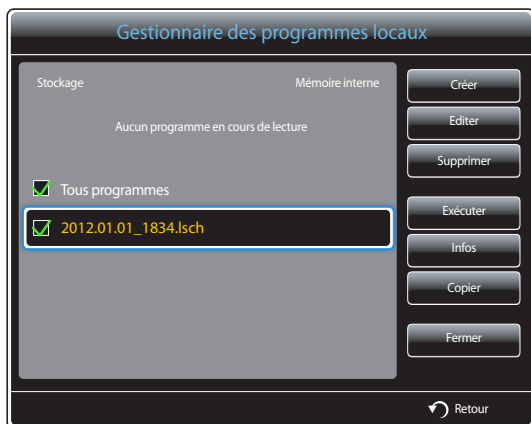 Gestionnaire des programmes locaux
Stockage
Mémoire interne
Aucun programme en cours de lecture
Tous programmes
2012.01.01_1834.lsch
Créer
Editer
Supprimer
Exécuter
Infos
Copier
Fermer
Retour